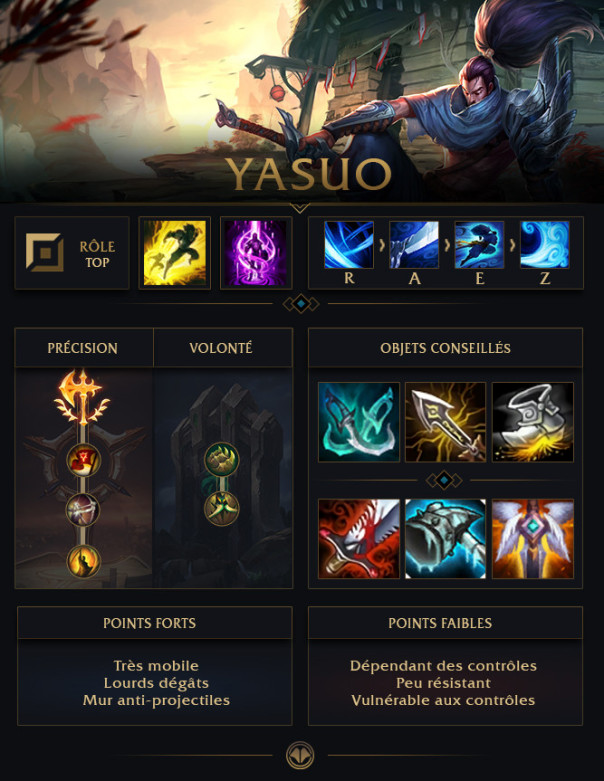 YASUO
RÔLE
TOP
R A E Z
PRÉCISION
VOLONTÉ
OBJETS CONSEILLÉS
POINTS FORTS
Très mobile
Lourds dégâts
Mur anti-projectiles
POINTS FAIBLES
Dépendant des contrôles
Peu résistant
Vulnérable aux contrôles